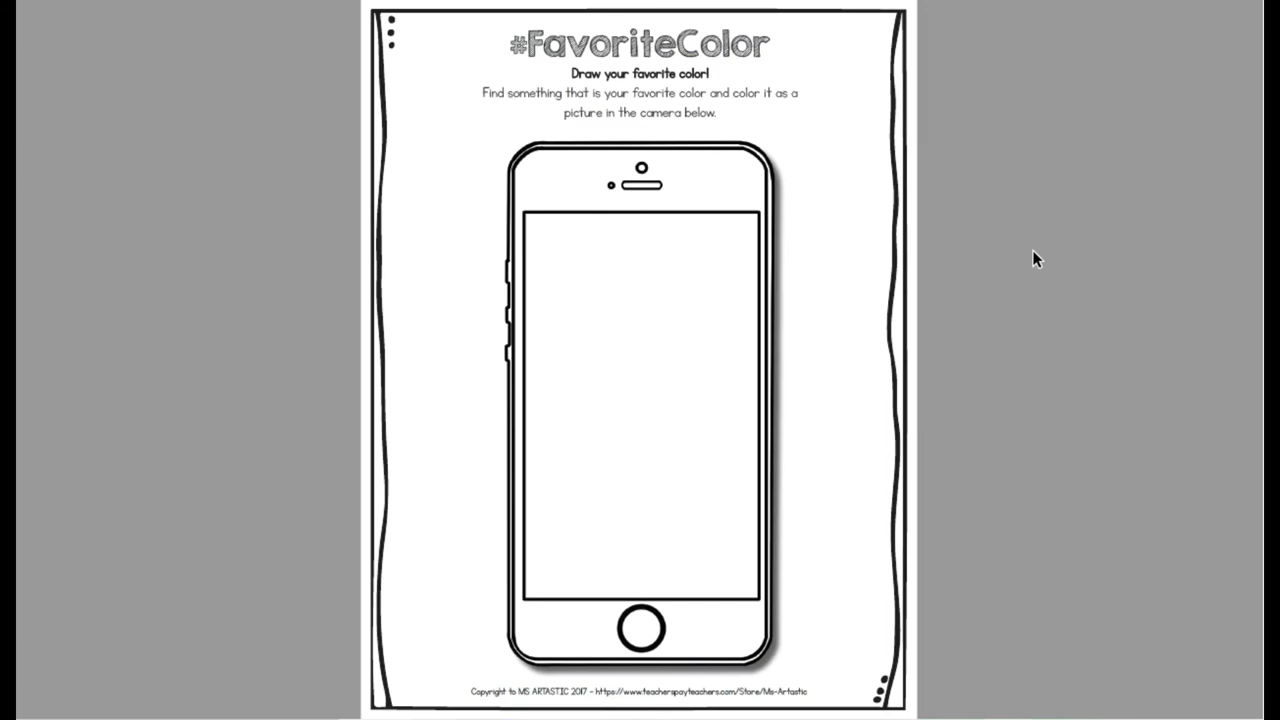 #FavoriteColor
Draw your favorite color!
Find something that is your favorite color and color it as a
picture in the camera below.
Copyright to MS ARTASTIC 2017 - https://www.teacherspayteachers.com/Store/Ms-Artastic